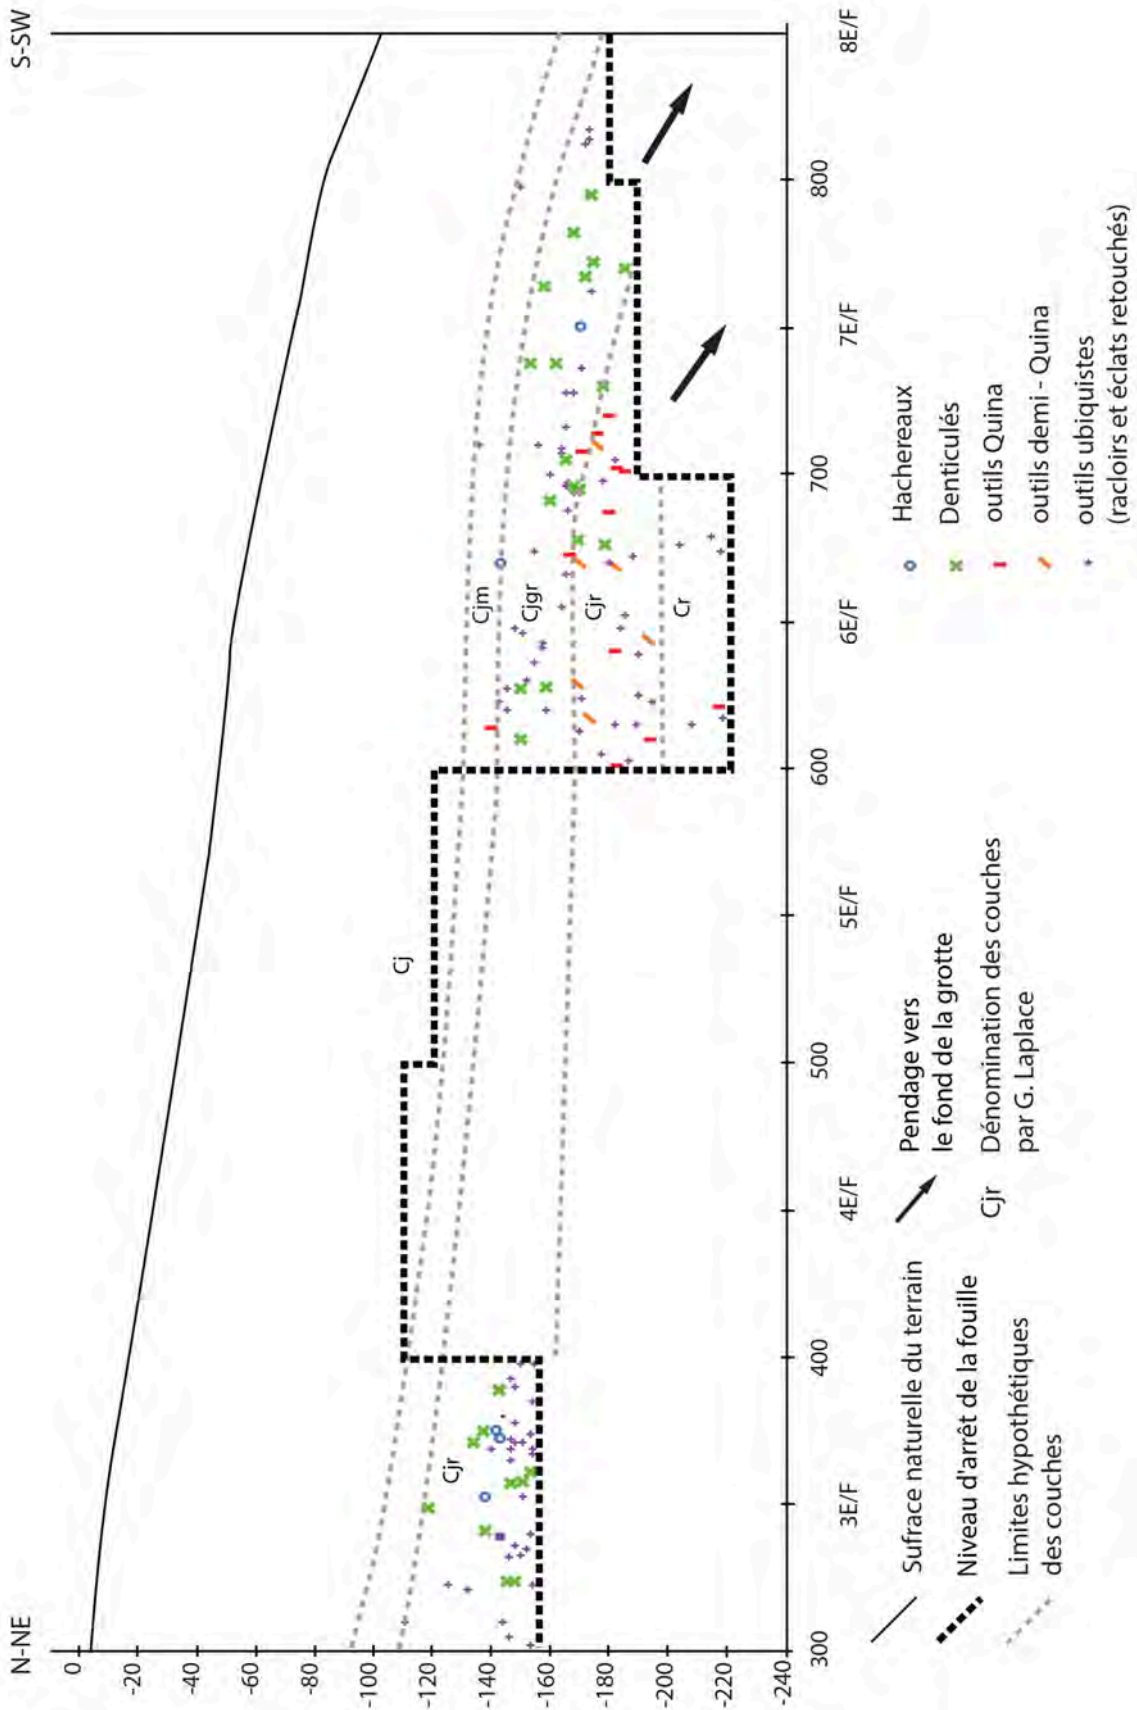 N-NE
S-SW
0
-20
-40
-60
-80
-100
-120
-140
-160
-180
-200
-220
-240
Cj
Cjm
Cjgr
Cjr
Cjr
Cr
300
3E/F
400
4E/F
500
5E/F
600
6E/F
700
7E/F
800
8E/F
Sufrace naturelle du terrain
Niveau d'arrêt de la fouille
Limites hypothétiques
des couches
Pendage vers
le fond de la grotte
Cjr
Dénomination des couches
par G. Laplace
Hachereaux
Denticulés
outils Quina
outils demi - Quina
outils ubiquistes
(racloirs et éclats retouchés)